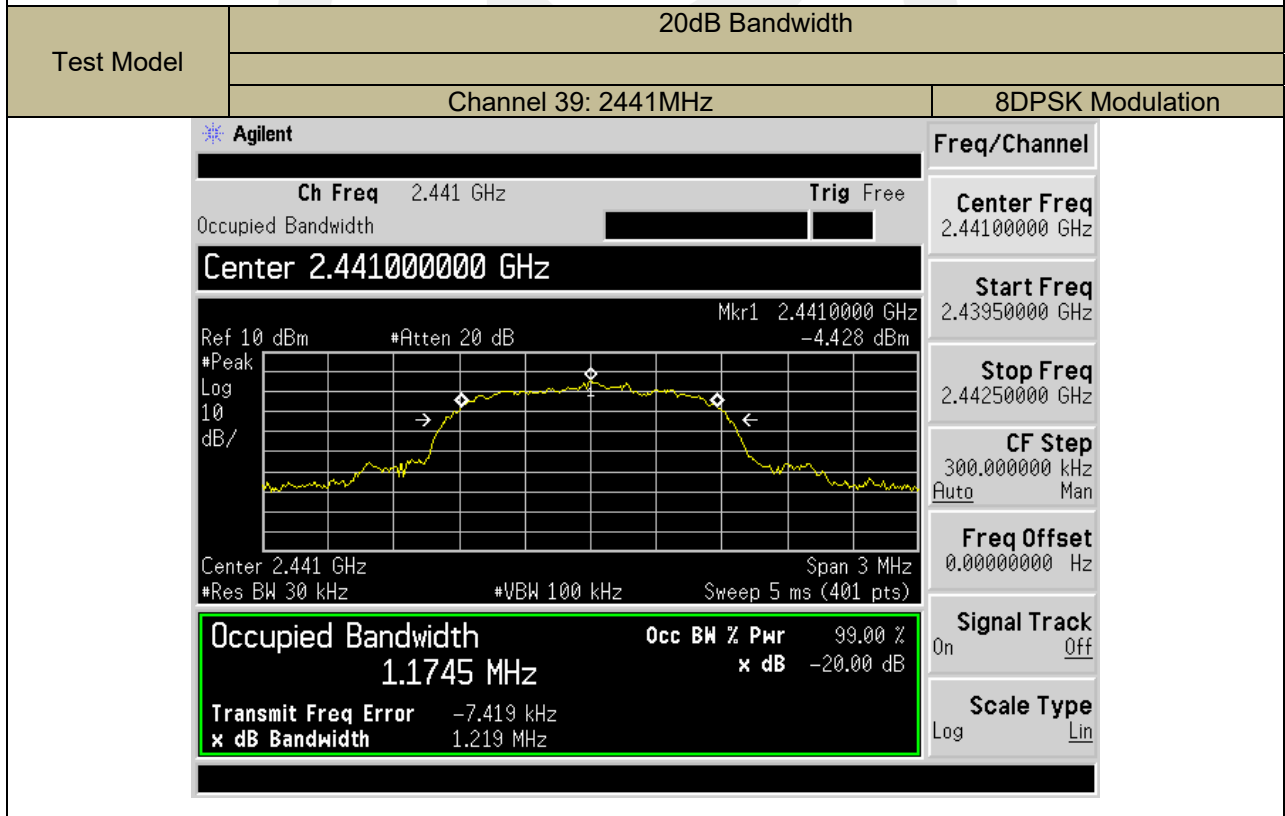 20dB Bandwidth
Test Model
Channel 39: 2441MHz 8DPSK Modulation
Agilent
Freq/Channel
Ch Freq 2.441 GHz Trig Free
Occupied Bandwidth
Center 2.441000000 GHz
Mkr1 2.4410000 GHz
Ref 10 dBm #Atten 20 dB -4.428 dBm
#Peak
Log
10
dB/
Center 2.441 GHz Span 3 MHz
#Res BW 30 kHz #VBW 100 kHz Sweep 5 ms (401 pts)
Occupied Bandwidth Occ BW % Pwr 99.00 %
1.1745 MHz x dB -20.00 dB
Transmit Freq Error -7.419 kHz
x dB Bandwidth 1.219 MHz
Center Freq
2.44100000 GHz
Start Freq
2.43950000 GHz
Stop Freq
2.44250000 GHz
CF Step
300.000000 kHz
Auto Man
Freq Offset
0.00000000 Hz
Signal Track
On Off
Scale Type
Log Lin
1